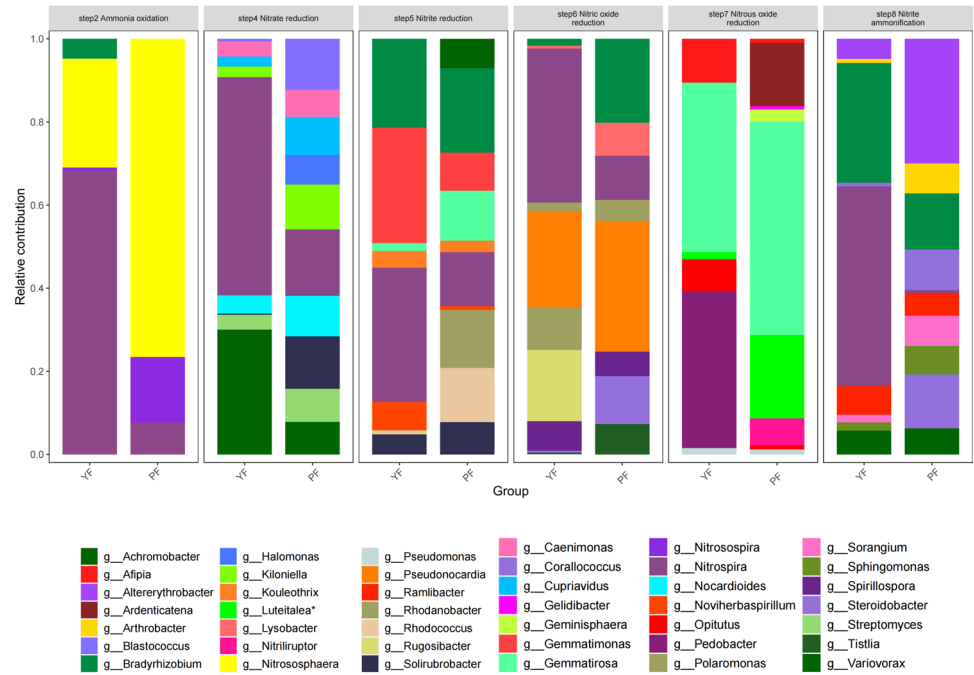 step2 Ammonia oxidation
step4 Nitrate reduction
step5 Nitrite reduction
step6 Nitric oxide
reduction
step7 Nitrous oxide
reduction
step8 Nitrite
ammonification
Relative contribution
1.0
0.8
0.6
0.4
0.2
0.0
YF
PF
YF
PF
YF
PF
YF
PF
YF
PF
YF
PF
Group
g__Achromobacter
g__Afipia
g__Altererythrobacter
g__Ardenticatena
g__Arthrobacter
g__Blastococcus
g__Bradyrhizobium
g__Halomonas
g__Kiloniella
g__Kouleothrix
g__Luteitalea*
g__Lysobacter
g__Nitriliruptor
g__Nitrososphaera
g__Pseudomonas
g__Pseudonocardia
g__Ramlibacter
g__Rhodanobacter
g__Rhodococcus
g__Rugosibacter
g__Solirubrobacter
g__Caenimonas
g__Corallococcus
g__Cupriavidus
g__Gelidibacter
g__Geminisphaera
g__Gemmatimonas
g__Gemmatirosa
g__Nitrosospira
g__Nitrospira
g__Nocardioides
g__Noviherbaspirillum
g__Opitutus
g__Pedobacter
g__Polaromonas
g__Sorangium
g__Sphingomonas
g__Spirillospora
g__Steroidobacter
g__Streptomyces
g__Tistlia
g__Variovorax